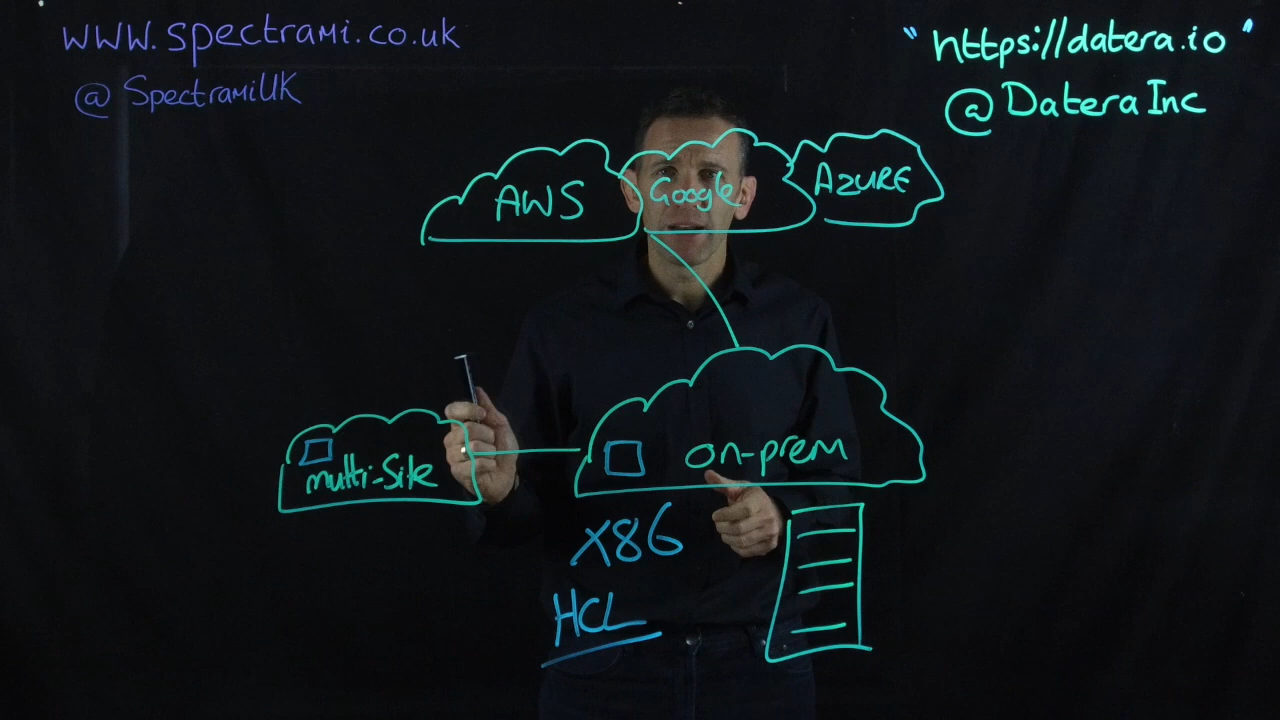 www.spectrami.co.uk
@SpectramiUK
"https://datera.io"
@DateraInc
AWS
Google
AZURE
multi-site
on-prem
X86
HCL